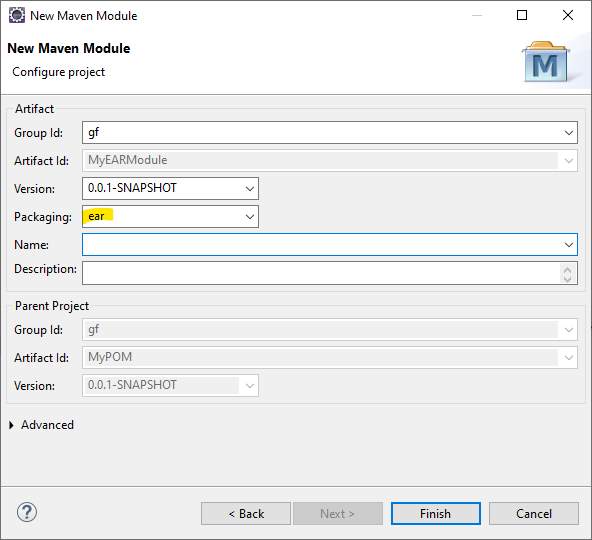 New Maven Module
New Maven Module
Configure project
M
Artifact
Group Id: gf
Artifact Id: MyEARModule
Version: 0.0.1-SNAPSHOT
Packaging: ear
Name:
Description:
Parent Project
Group Id: gf
Artifact Id: MyPOM
Version: 0.0.1-SNAPSHOT
Advanced
? < Back Next > Finish Cancel